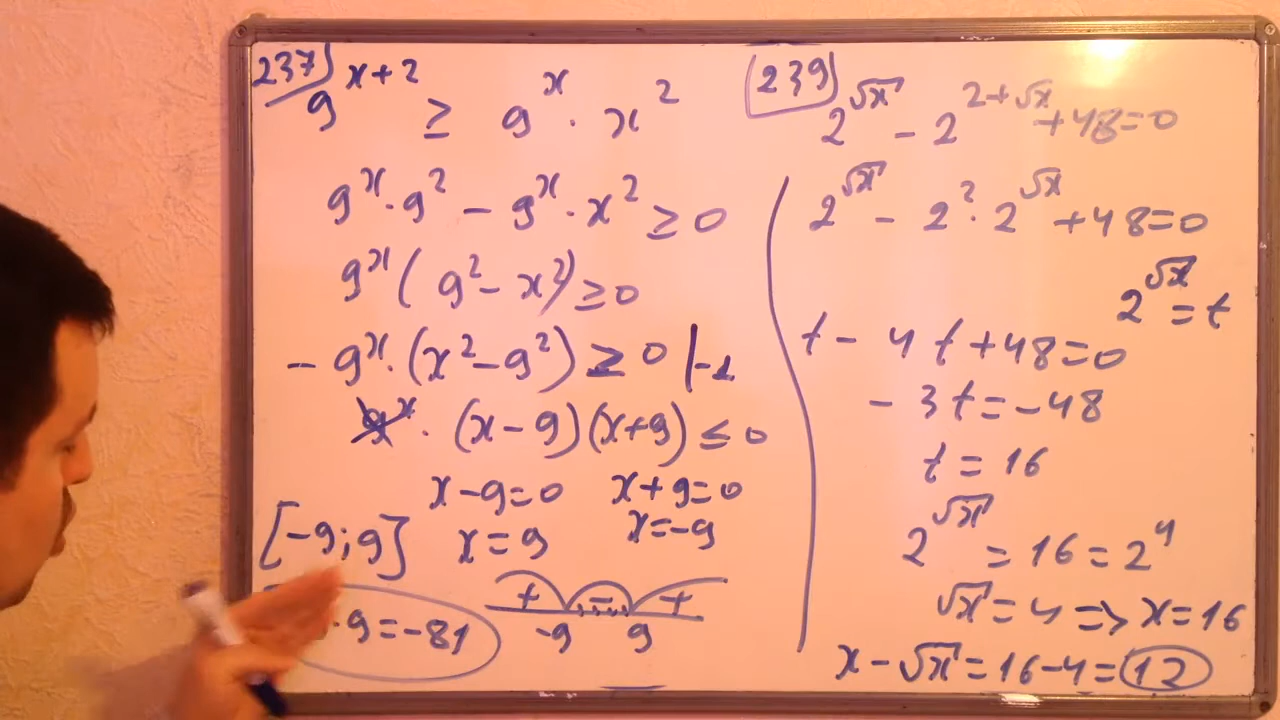 237) 9^{x+2} ≥ 9^x · x^2
9^x · 9^2 - 9^x · x^2 ≥ 0
9^x (9^2 - x^2) ≥ 0
- 9^x · (x^2 - 9^2) ≥ 0 |-1
9^x · (x - 9)(x + 9) ≤ 0
x - 9 = 0 x + 9 = 0
[-9; 9] x = 9 x = -9
+ - +
-9 9
· 9 = -81
239) 2^{√x} - 2^{2+√x} + 48 = 0
2^{√x} - 2^2 · 2^{√x} + 48 = 0
2^{√x} = t
t - 4t + 48 = 0
- 3t = -48
t = 16
2^{√x} = 16 = 2^4
√x = 4 => x = 16
x - √x = 16 - 4 = 12